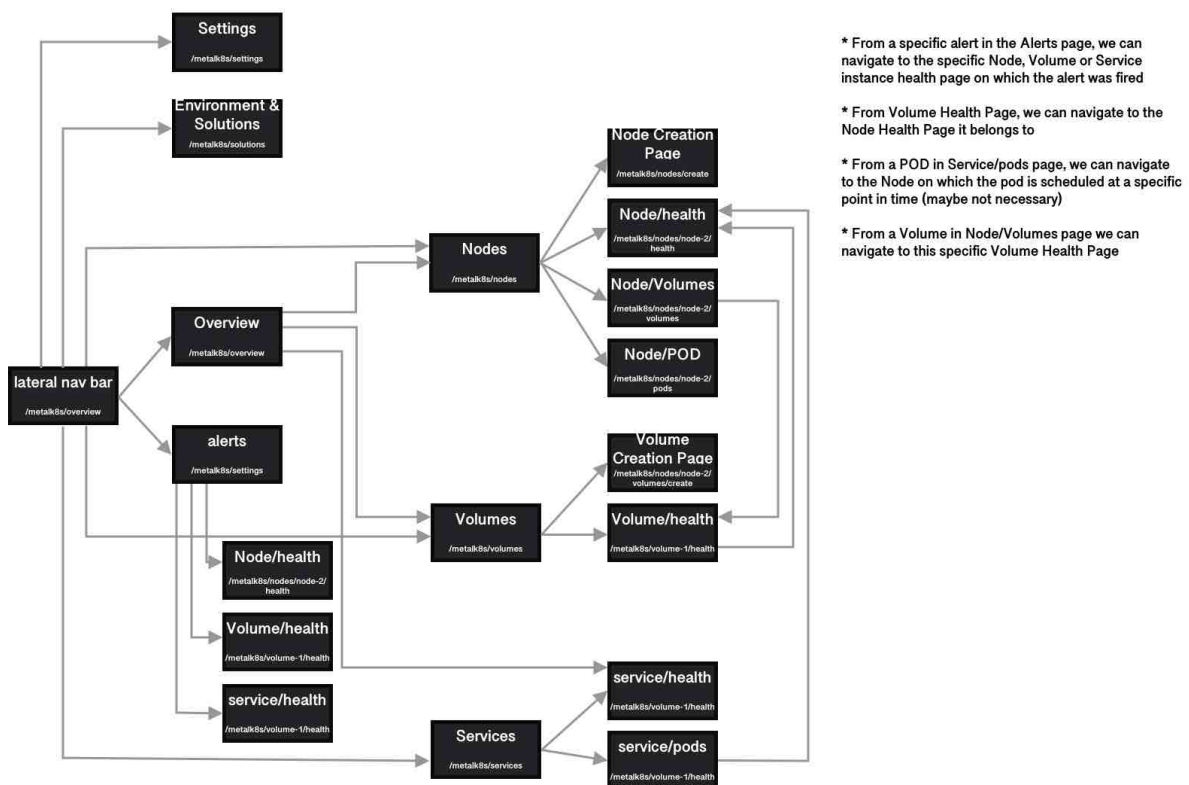 Settings
/metalk8s/settings
Environment &
Solutions
/metalk8s/solutions
lateral nav bar
/metalk8s/overview
Overview
/metalk8s/overview
alerts
/metalk8s/settings
Node/health
/metalk8s/nodes/node-2/
health
Volume/health
/metalk8s/volume-1/health
service/health
/metalk8s/volume-1/health
Nodes
/metalk8s/nodes
Volumes
/metalk8s/volumes
Services
/metalk8s/services
Node Creation
Page
/metalk8s/nodes/create
Node/health
/metalk8s/nodes/node-2/
health
Node/Volumes
/metalk8s/nodes/node-2/
volumes
Node/POD
/metalk8s/nodes/node-2/
pods
Volume
Creation Page
/metalk8s/nodes/node-2/
volumes/create
Volume/health
/metalk8s/volume-1/health
service/health
/metalk8s/volume-1/health
service/pods
/metalk8s/volume-1/health
* From a specific alert in the Alerts page, we can
navigate to the specific Node, Volume or Service
instance health page on which the alert was fired
* From Volume Health Page, we can navigate to the
Node Health Page it belongs to
* From a POD in Service/pods page, we can navigate
to the Node on which the pod is scheduled at a specific
point in time (maybe not necessary)
* From a Volume in Node/Volumes page we can
navigate to this specific Volume Health Page